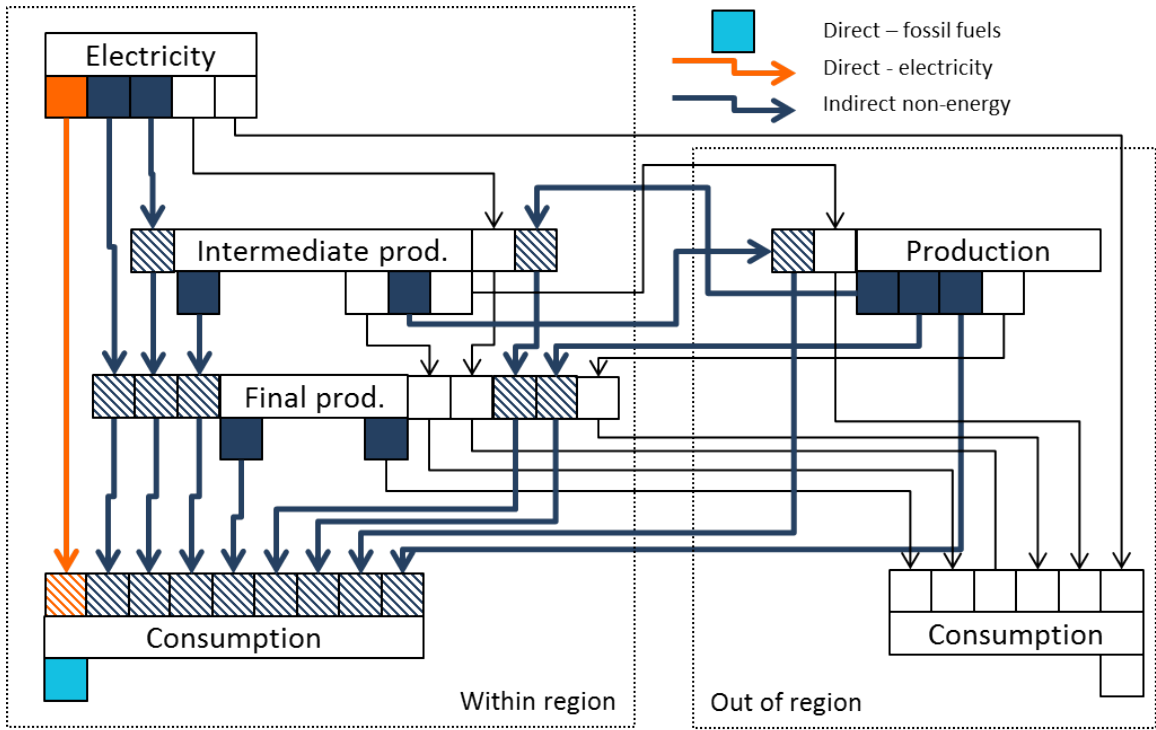 Electricity
Direct – fossil fuels
Direct - electricity
Indirect non-energy
Intermediate prod.
Production
Final prod.
Consumption
Consumption
Within region
Out of region